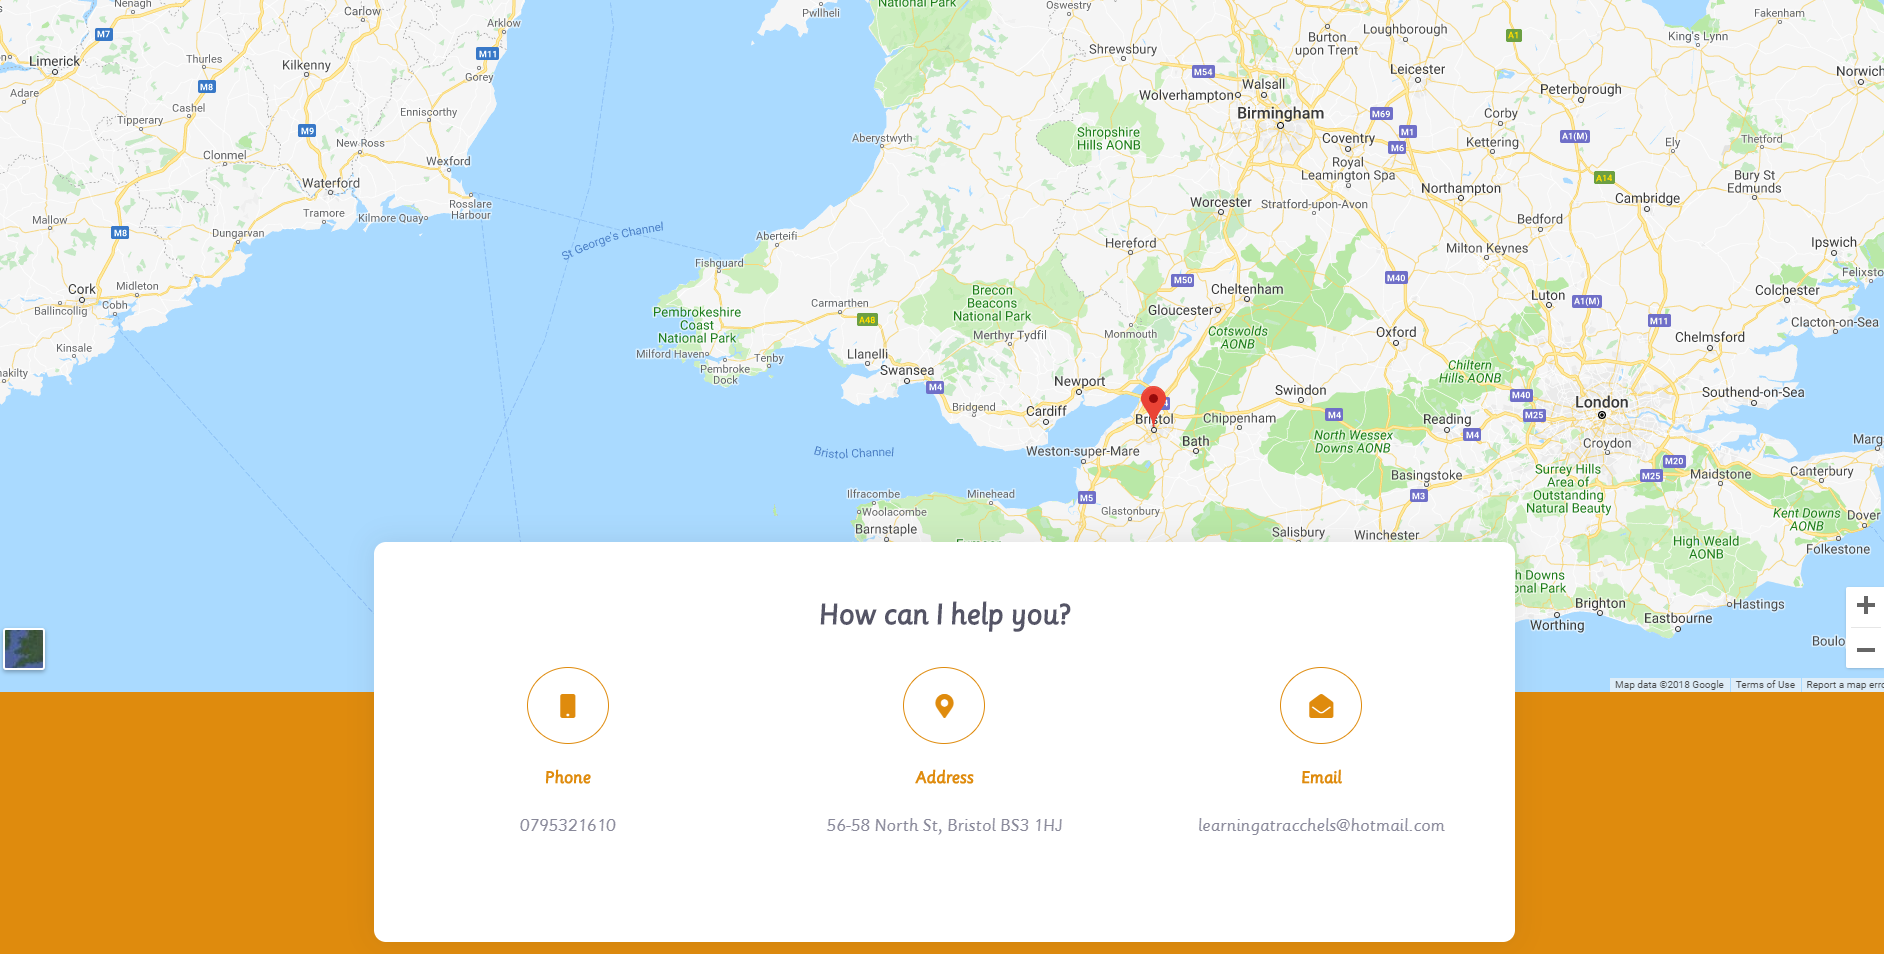 Nenagh
Carlow
Arklow
Pwllheli
National Park
Oswestry
Loughborough
Fakenham
M7
M11
Limerick
Thurles
Kilkenny
Gorey
Shrewsbury
Burton
upon Trent
A1
King's Lynn
M54
Leicester
Norwich
Adare
M8
Cashel
Enniscorthy
Wolverhampton
Walsall
Peterborough
Tipperary
M9
New Ross
Birmingham
M69
Corby
Aberystwyth
Shropshire
Hills AONB
Coventry
M1
M6
Kettering
A1(M)
Ely
Thetford
Clonmel
Wexford
Royal
Leamington Spa
A14
Bury St
Edmunds
Waterford
Rosslare
Harbour
Northampton
Cambridge
Mallow
Tramore
Kilmore Quay
Worcester
Stratford-upon-Avon
Bedford
M8
Dungarvan
St George's Channel
Aberteifi
Hereford
Milton Keynes
Ipswich
Fishguard
M50
M40
Felixsto
Cork
Midleton
Cobh
Ballincollig
Brecon
Beacons
National Park
Cheltenham
Luton
A1(M)
Colchester
Carmarthen
A48
Gloucester
Pembrokeshire
Coast
National Park
Merthyr Tydfil
Monmouth
Cotswolds
AONB
Oxford
M11
Chelmsford
Clacton-on-Sea
Kinsale
Milford Haven
Tenby
Llanelli
Pembroke
Dock
Swansea
M4
Newport
Chiltern
Hills AONB
nakilty
Swindon
M40
London
Southend-on-Sea
Bridgend
Cardiff
Bristol
Chippenham
M4
Reading
M25
M4
Bath
North Wessex
Downs AONB
Croydon
Marg
Bristol Channel
Weston-super-Mare
M20
M25
Maidstone
Canterbury
Basingstoke
Surrey Hills
Area of
Outstanding
Natural Beauty
Ilfracombe
Minehead
M5
M3
Woolacombe
Glastonbury
Kent Downs
AONB
Dover
Barnstaple
Salisbury
Winchester
High Weald
AONB
Folkestone
h Downs
onal Park
Brighton
Hastings
Worthing
Eastbourne
Boulo
Map data ©2018 Google
Terms of Use
Report a map erro
How can I help you?
Phone
Address
Email
0795321610
56-58 North St, Bristol BS3 1HJ
learningatracchels@hotmail.com